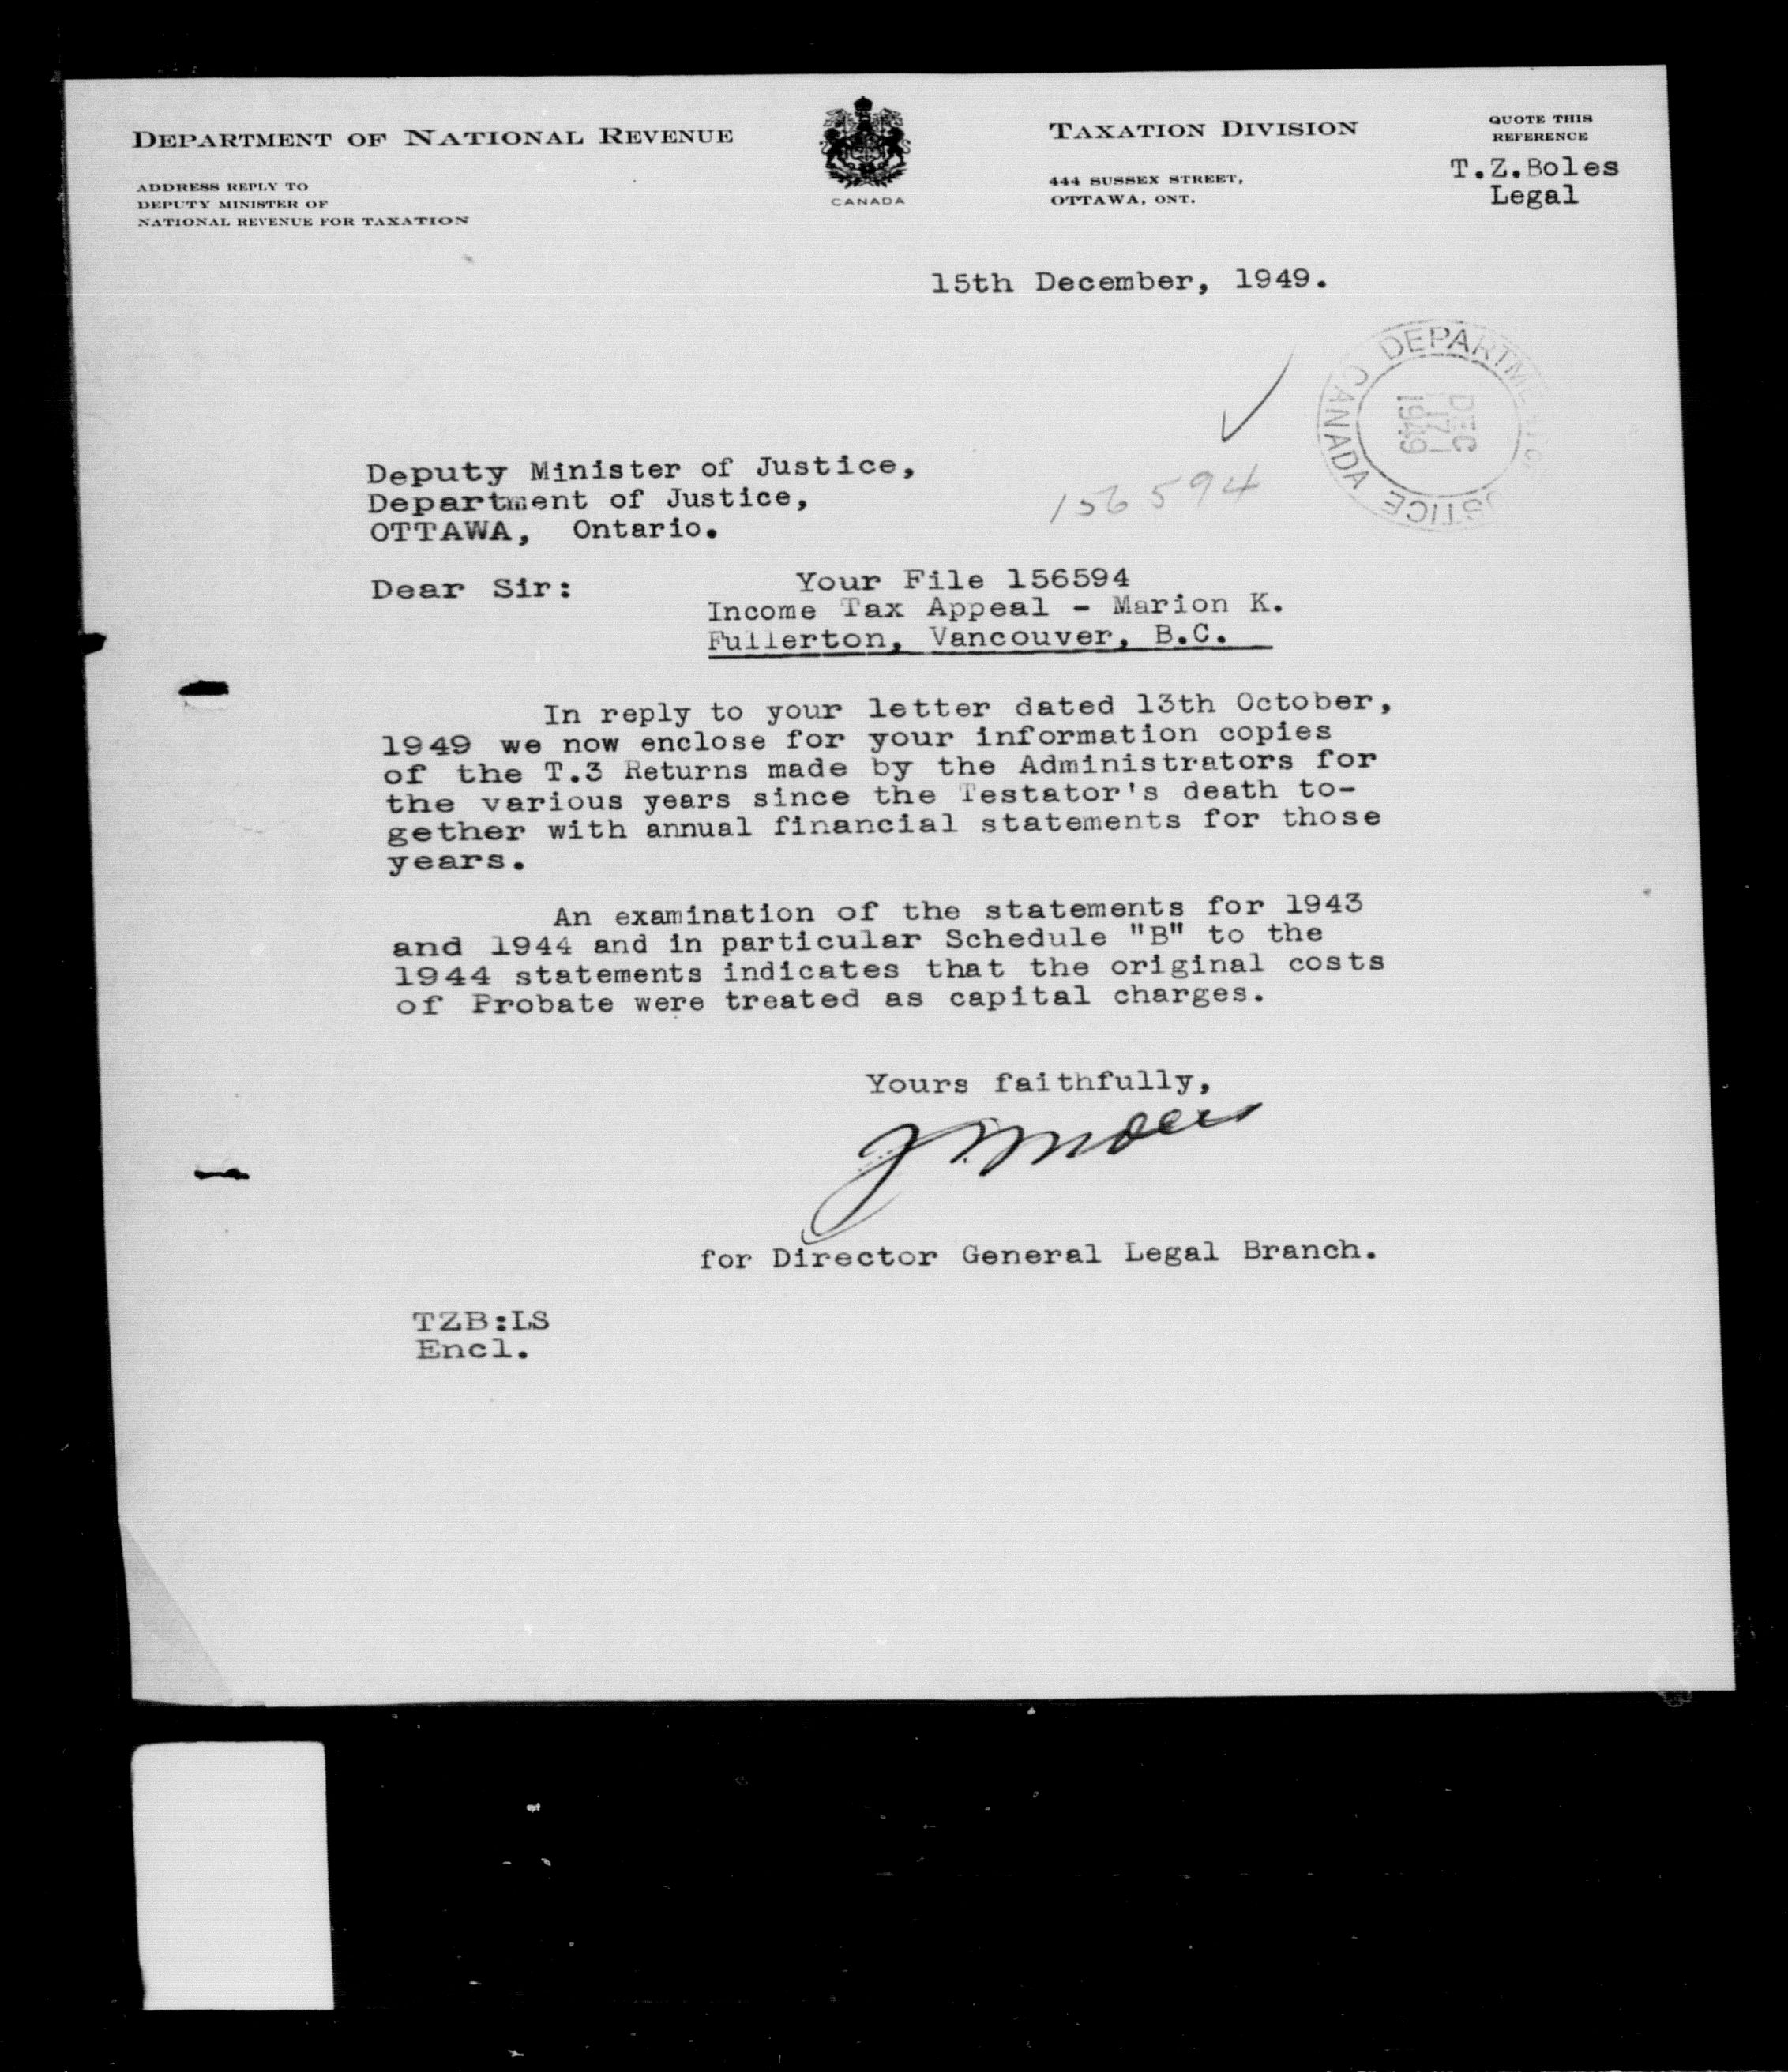 DEPARTMENT OF NATIONAL REVENUE
ADDRESS REPLY TO
DEPUTY MINISTER OF
NATIONAL REVENUE FOR TAXATION
CANADA
TAXATION DIVISION
444 SUSSEX STREET,
OTTAWA, ONT.
QUOTE THIS
REFERENCE
T.Z.Boles
Legal
15th December, 1949.
DEPARTME
JUSTICE
CANADA
DEC
17
1949
156594
Deputy Minister of Justice,
Department of Justice,
OTTAWA, Ontario.
Dear Sir:
Your File 156594
Income Tax Appeal - Marion K.
Fullerton, Vancouver, B.C.
In reply to your letter dated 13th October,
1949 we now enclose for your information copies
of the T.3 Returns made by the Administrators for
the various years since the Testator's death to-
gether with annual financial statements for those
years.
An examination of the statements for 1943
and 1944 and in particular Schedule "B" to the
1944 statements indicates that the original costs
of Probate were treated as capital charges.
Yours faithfully,
for Director General Legal Branch.
TZB:LS
Encl.